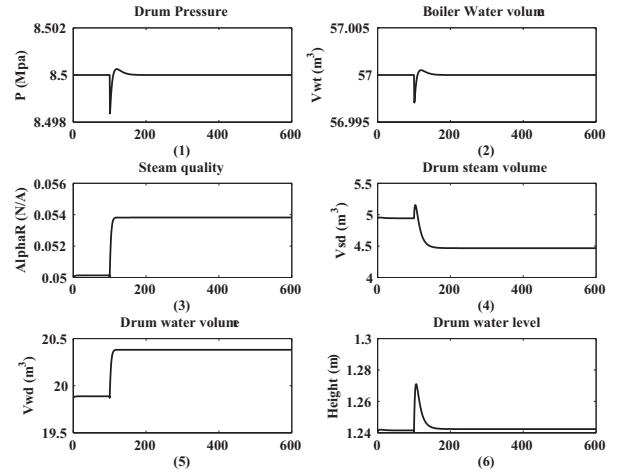 Drum Pressure
8.502
8.5
8.498
P (Mpa)
0 200 400 600
(1)
Boiler Water volume
57.005
57
56.995
Vwt (m³)
0 200 400 600
(2)
Steam quality
0.056
0.054
0.052
0.05
AlphaR (N/A)
0 200 400 600
(3)
Drum steam volume
5.5
5
4.5
4
Vsd (m³)
0 200 400 600
(4)
Drum water volume
20.5
20
19.5
Vwd (m³)
0 200 400 600
(5)
Drum water level
1.3
1.28
1.26
1.24
Height (m)
0 200 400 600
(6)